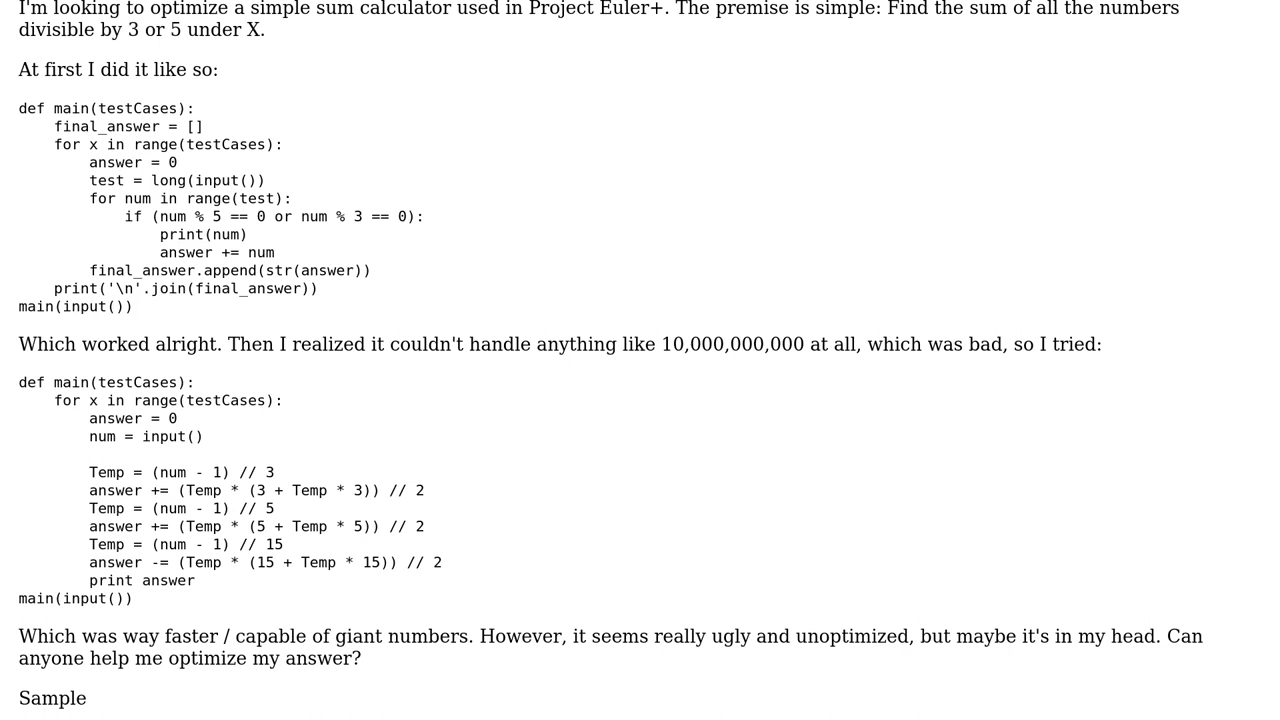 I'm looking to optimize a simple sum calculator used in Project Euler+. The premise is simple: Find the sum of all the numbers
divisible by 3 or 5 under X.
At first I did it like so:
def main(testCases):
    final_answer = []
    for x in range(testCases):
        answer = 0
        test = long(input())
        for num in range(test):
            if (num % 5 == 0 or num % 3 == 0):
                print(num)
                answer += num
        final_answer.append(str(answer))
    print('\n'.join(final_answer))
main(input())
Which worked alright. Then I realized it couldn't handle anything like 10,000,000,000 at all, which was bad, so I tried:
def main(testCases):
    for x in range(testCases):
        answer = 0
        num = input()
        Temp = (num - 1) // 3
        answer += (Temp * (3 + Temp * 3)) // 2
        Temp = (num - 1) // 5
        answer += (Temp * (5 + Temp * 5)) // 2
        Temp = (num - 1) // 15
        answer -= (Temp * (15 + Temp * 15)) // 2
        print answer
main(input())
Which was way faster / capable of giant numbers. However, it seems really ugly and unoptimized, but maybe it's in my head. Can
anyone help me optimize my answer?
Sample